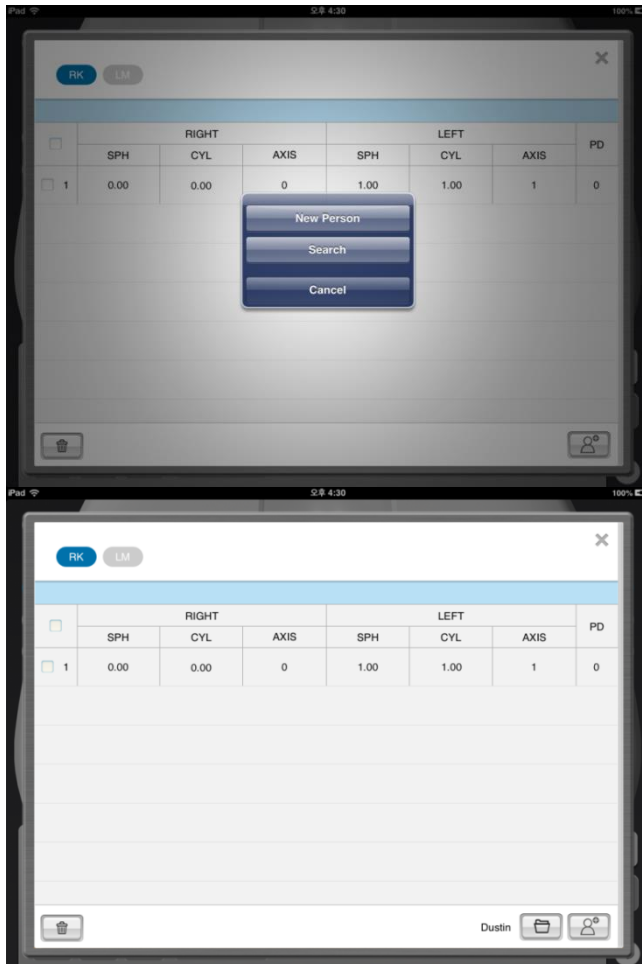 iPad 오후 4:30 100%
RK LM
RIGHT LEFT PD
SPH CYL AXIS SPH CYL AXIS
1 0.00 0.00 0 1.00 1.00 1 0
New Person
Search
Cancel
iPad 오후 4:30 100%
RK LM
RIGHT LEFT PD
SPH CYL AXIS SPH CYL AXIS
1 0.00 0.00 0 1.00 1.00 1 0
Dustin